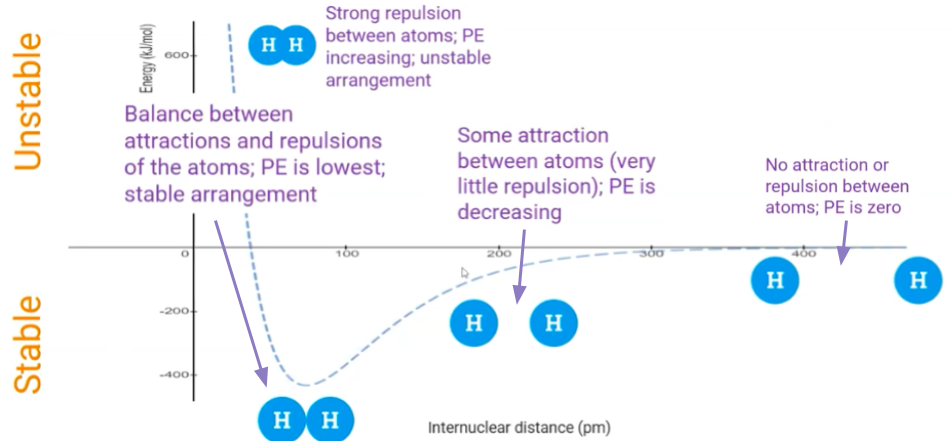 Unstable
Energy (kJ/mol)
600
H H
Strong repulsion
between atoms; PE
increasing; unstable
arrangement
Balance between
attractions and repulsions
of the atoms; PE is lowest;
stable arrangement
Some attraction
between atoms (very
little repulsion); PE is
decreasing
No attraction or
repulsion between
atoms; PE is zero
0 100 200 300 400
Stable
-200
-400
H H
H H
H H
Internuclear distance (pm)